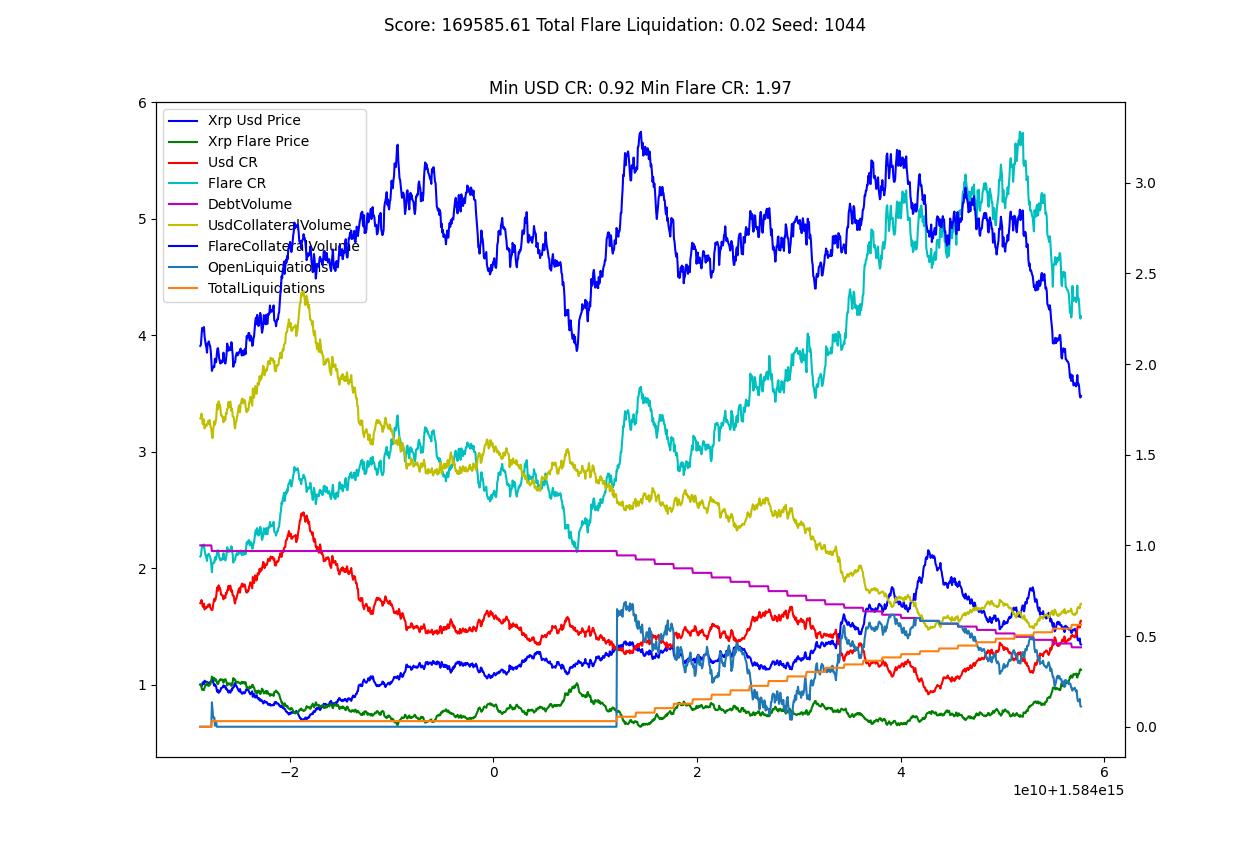 Score: 169585.61 Total Flare Liquidation: 0.02 Seed: 1044
Min USD CR: 0.92 Min Flare CR: 1.97
Xrp Usd Price
Xrp Flare Price
Usd CR
Flare CR
DebtVolume
UsdCollateralVolume
FlareCollateralVolume
OpenLiquidations
TotalLiquidations
6
5
4
3
2
1
3.0
2.5
2.0
1.5
1.0
0.5
0.0
−2
0
2
4
6
1e10+1.584e15